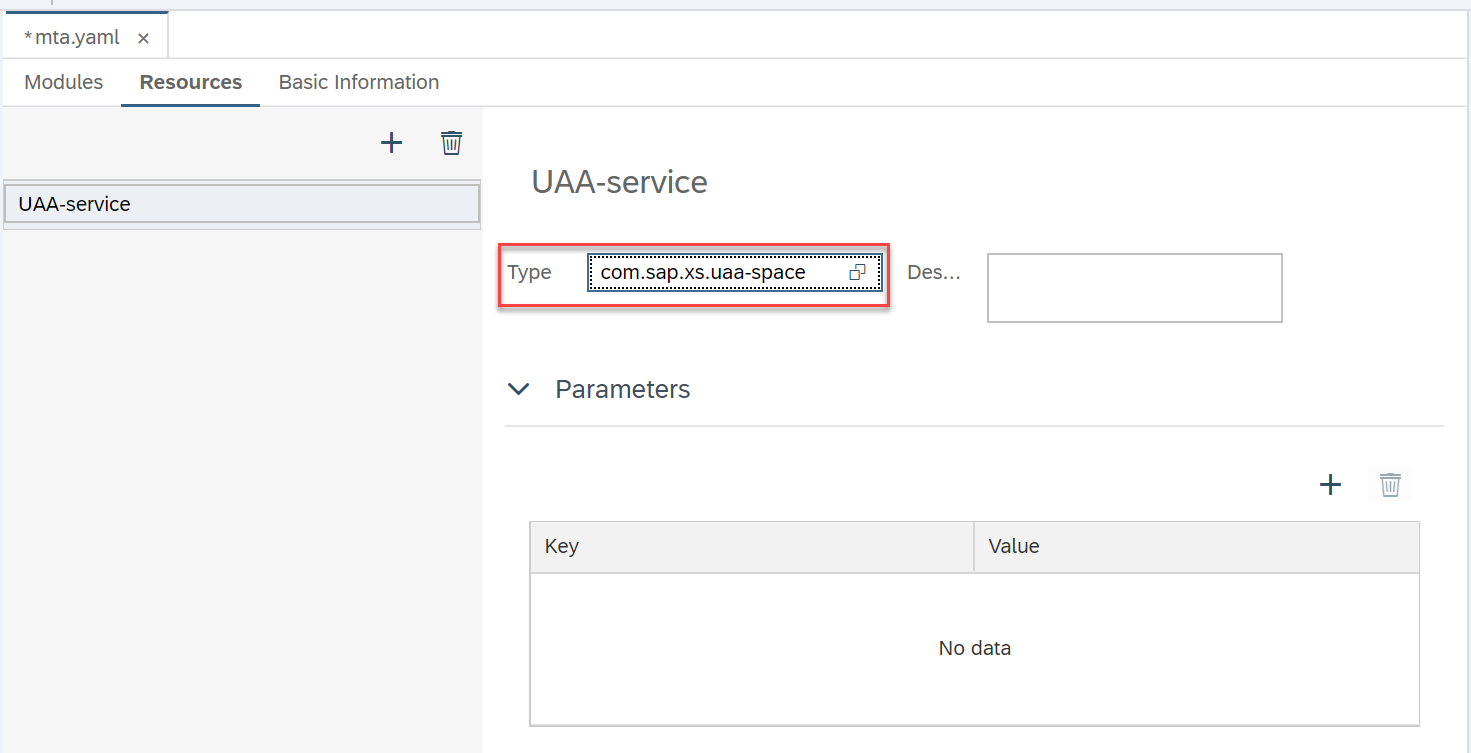 *mta.yaml ×
Modules Resources Basic Information
UAA-service
UAA-service
Type com.sap.xs.uaa-space Des...
Parameters
Key Value
No data